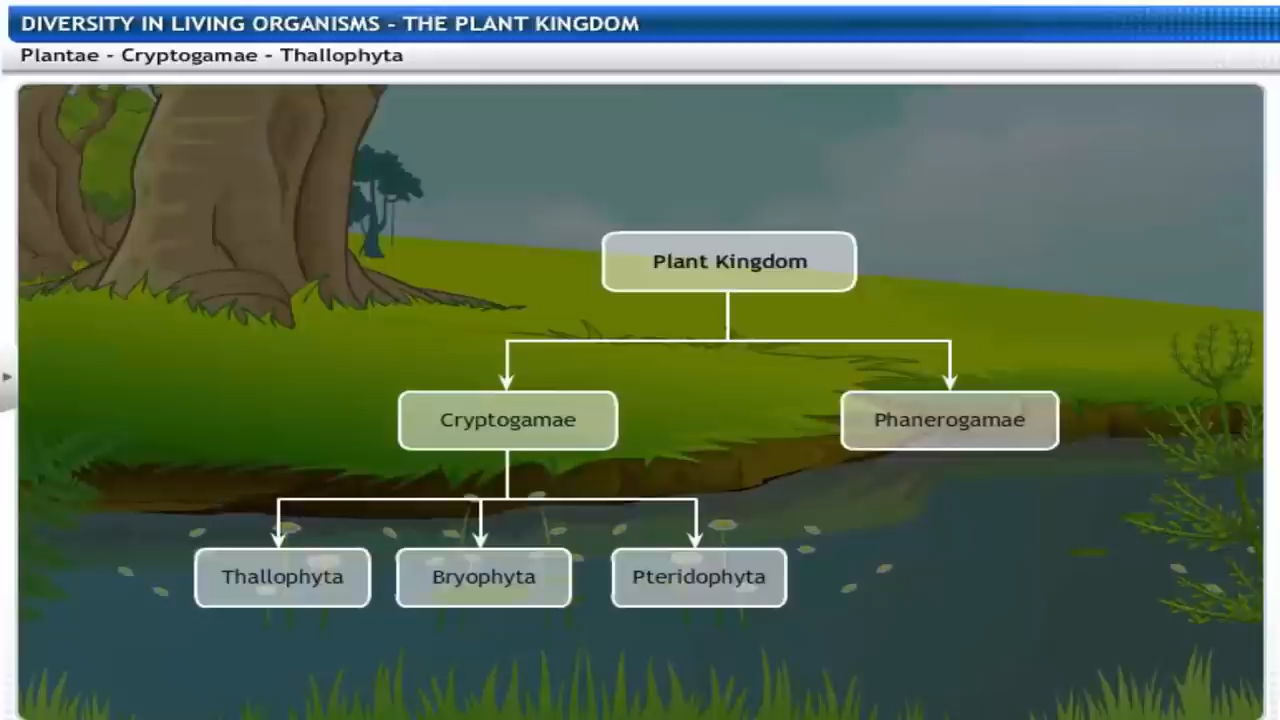 DIVERSITY IN LIVING ORGANISMS - THE PLANT KINGDOM
Plantae - Cryptogamae - Thallophyta
Plant Kingdom
Cryptogamae
Phanerogamae
Thallophyta
Bryophyta
Pteridophyta